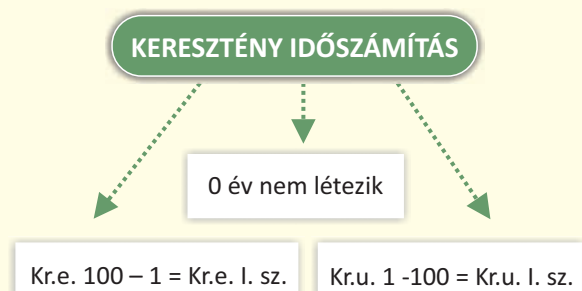 KERESZTÉNY IDŐSZÁMÍTÁS
0 év nem létezik
Kr.e. 100 – 1 = Kr.e. I. sz.
Kr.u. 1 -100 = Kr.u. I. sz.